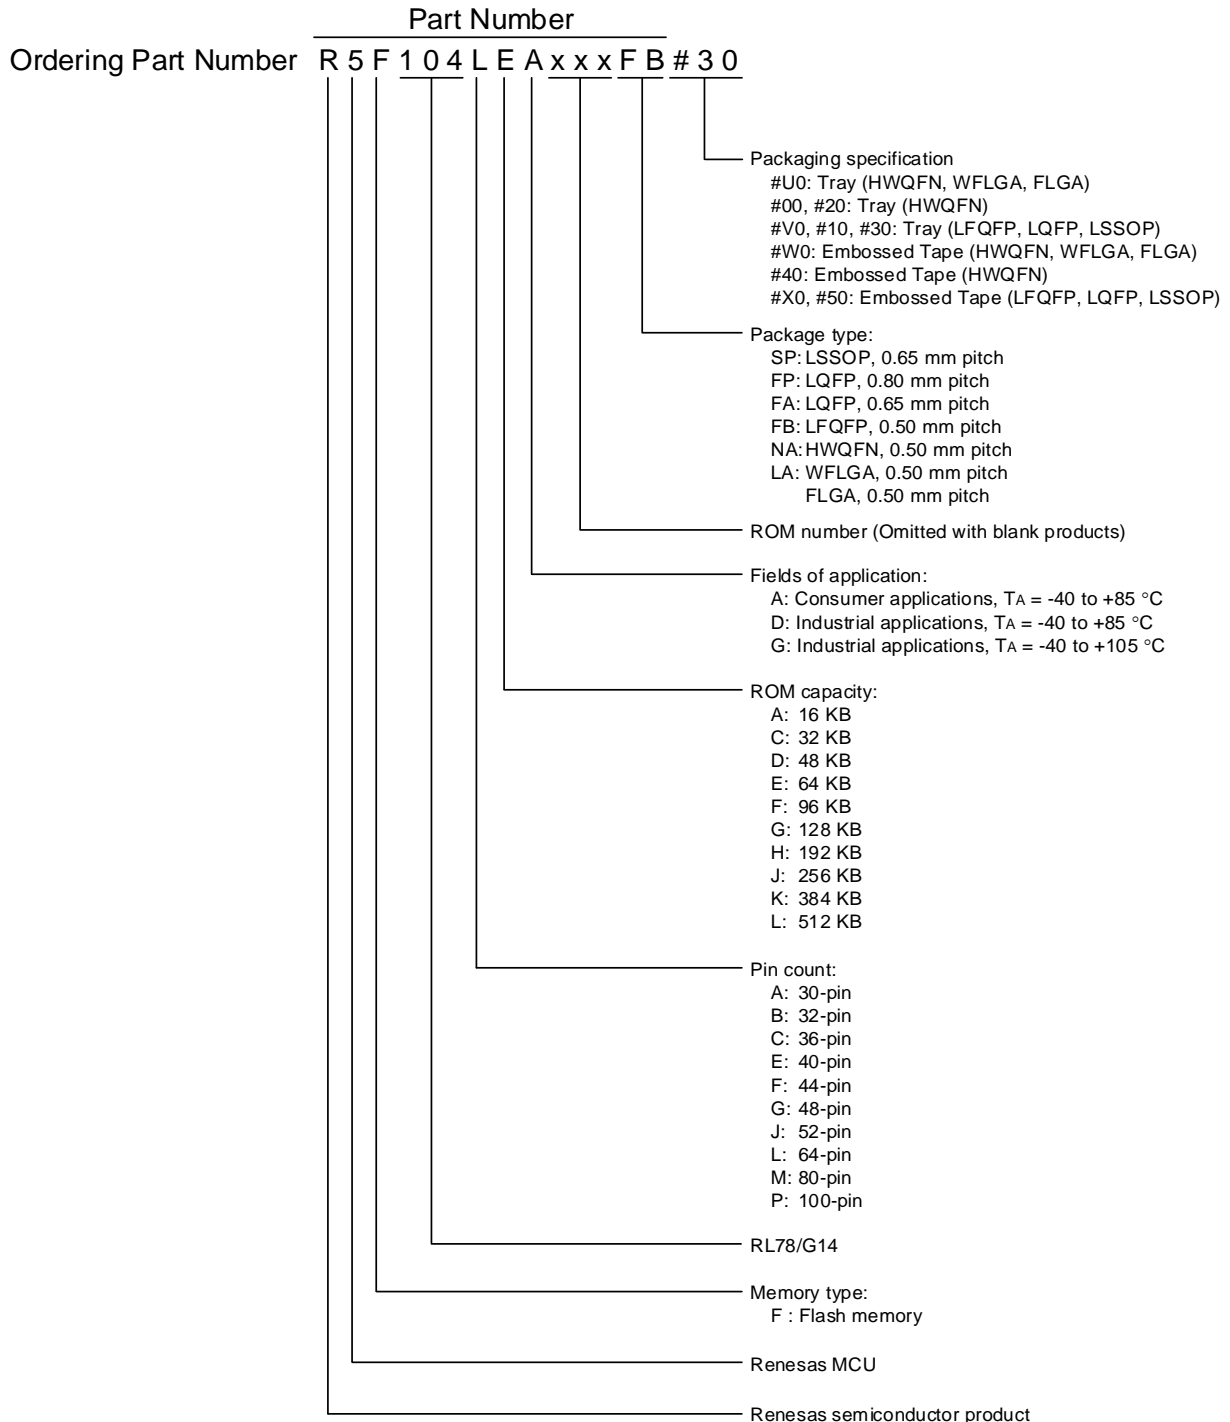 Part Number
Ordering Part Number R 5 F 1 0 4 L E A x x x F B # 3 0
Packaging specification
#U0: Tray (HWQFN, WFLGA, FLGA)
#00, #20: Tray (HWQFN)
#V0, #10, #30: Tray (LFQFP, LQFP, LSSOP)
#W0: Embossed Tape (HWQFN, WFLGA, FLGA)
#40: Embossed Tape (HWQFN)
#X0, #50: Embossed Tape (LFQFP, LQFP, LSSOP)
Package type:
SP: LSSOP, 0.65 mm pitch
FP: LQFP, 0.80 mm pitch
FA: LQFP, 0.65 mm pitch
FB: LFQFP, 0.50 mm pitch
NA: HWQFN, 0.50 mm pitch
LA: WFLGA, 0.50 mm pitch
FLGA, 0.50 mm pitch
ROM number (Omitted with blank products)
Fields of application:
A: Consumer applications, TA = -40 to +85 °C
D: Industrial applications, TA = -40 to +85 °C
G: Industrial applications, TA = -40 to +105 °C
ROM capacity:
A: 16 KB
C: 32 KB
D: 48 KB
E: 64 KB
F: 96 KB
G: 128 KB
H: 192 KB
J: 256 KB
K: 384 KB
L: 512 KB
Pin count:
A: 30-pin
B: 32-pin
C: 36-pin
E: 40-pin
F: 44-pin
G: 48-pin
J: 52-pin
L: 64-pin
M: 80-pin
P: 100-pin
RL78/G14
Memory type:
F : Flash memory
Renesas MCU
Renesas semiconductor product